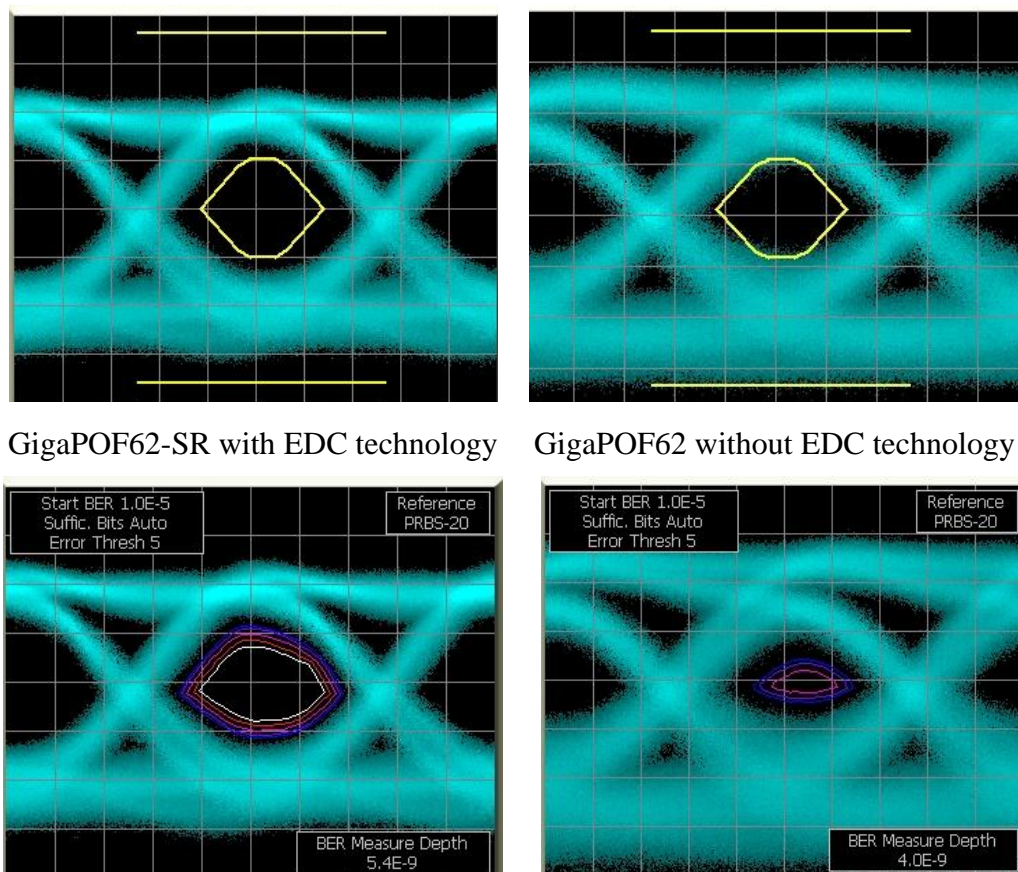 GigaPOF62-SR with EDC technology
GigaPOF62 without EDC technology
Start BER 1.0E-5
Suffic. Bits Auto
Error Thresh 5
Reference
PRBS-20
BER Measure Depth
5.4E-9
Start BER 1.0E-5
Suffic. Bits Auto
Error Thresh 5
Reference
PRBS-20
BER Measure Depth
4.0E-9